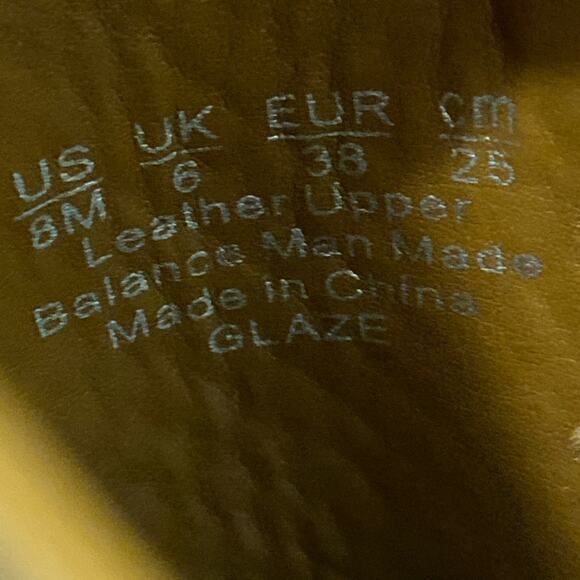 US UK EUR cm
8M 6 38 25
Leather Upper
Balance Man Made
Made in China
GLAZE